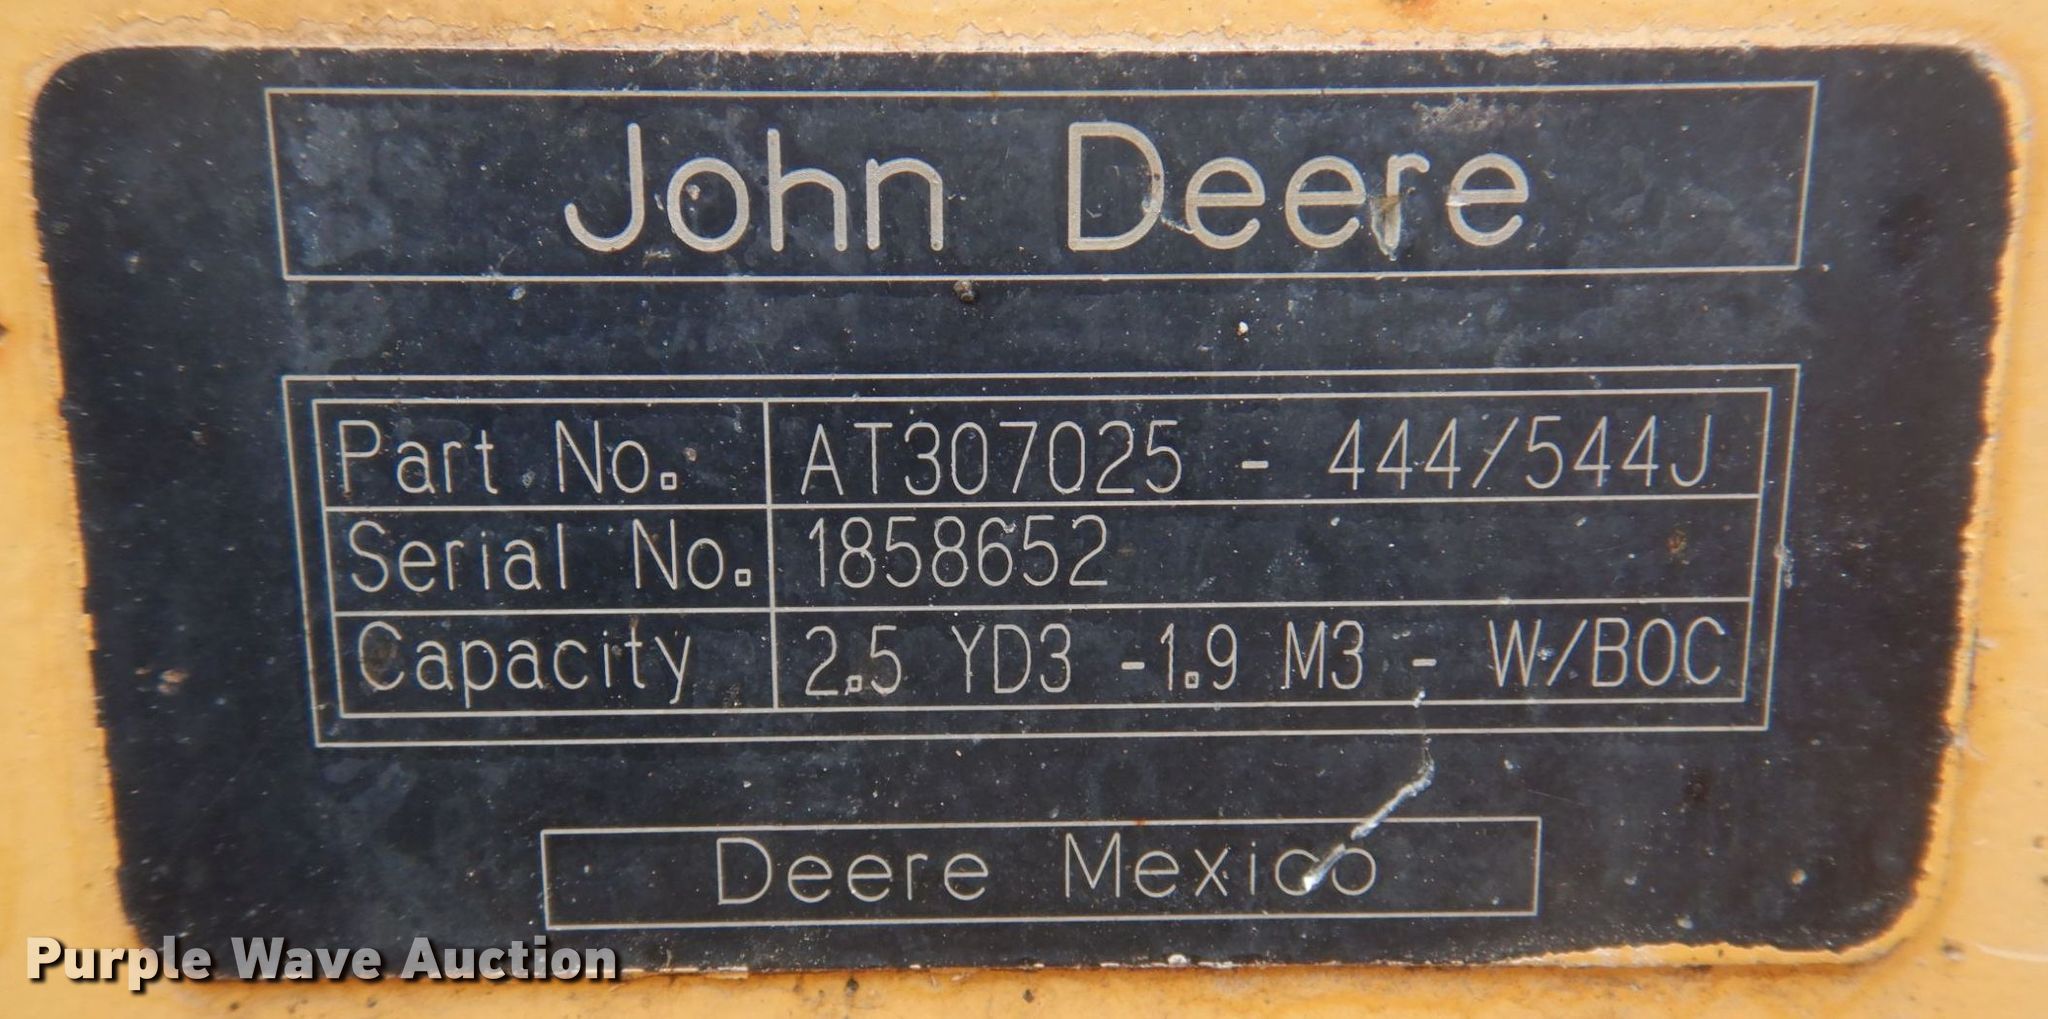 John Deere
Part No. AT307025 - 444/544J
Serial No. 1858652
Capacity 2.5 YD3 -1.9 M3 - W/BOC
Deere Mexico
Purple Wave Auction